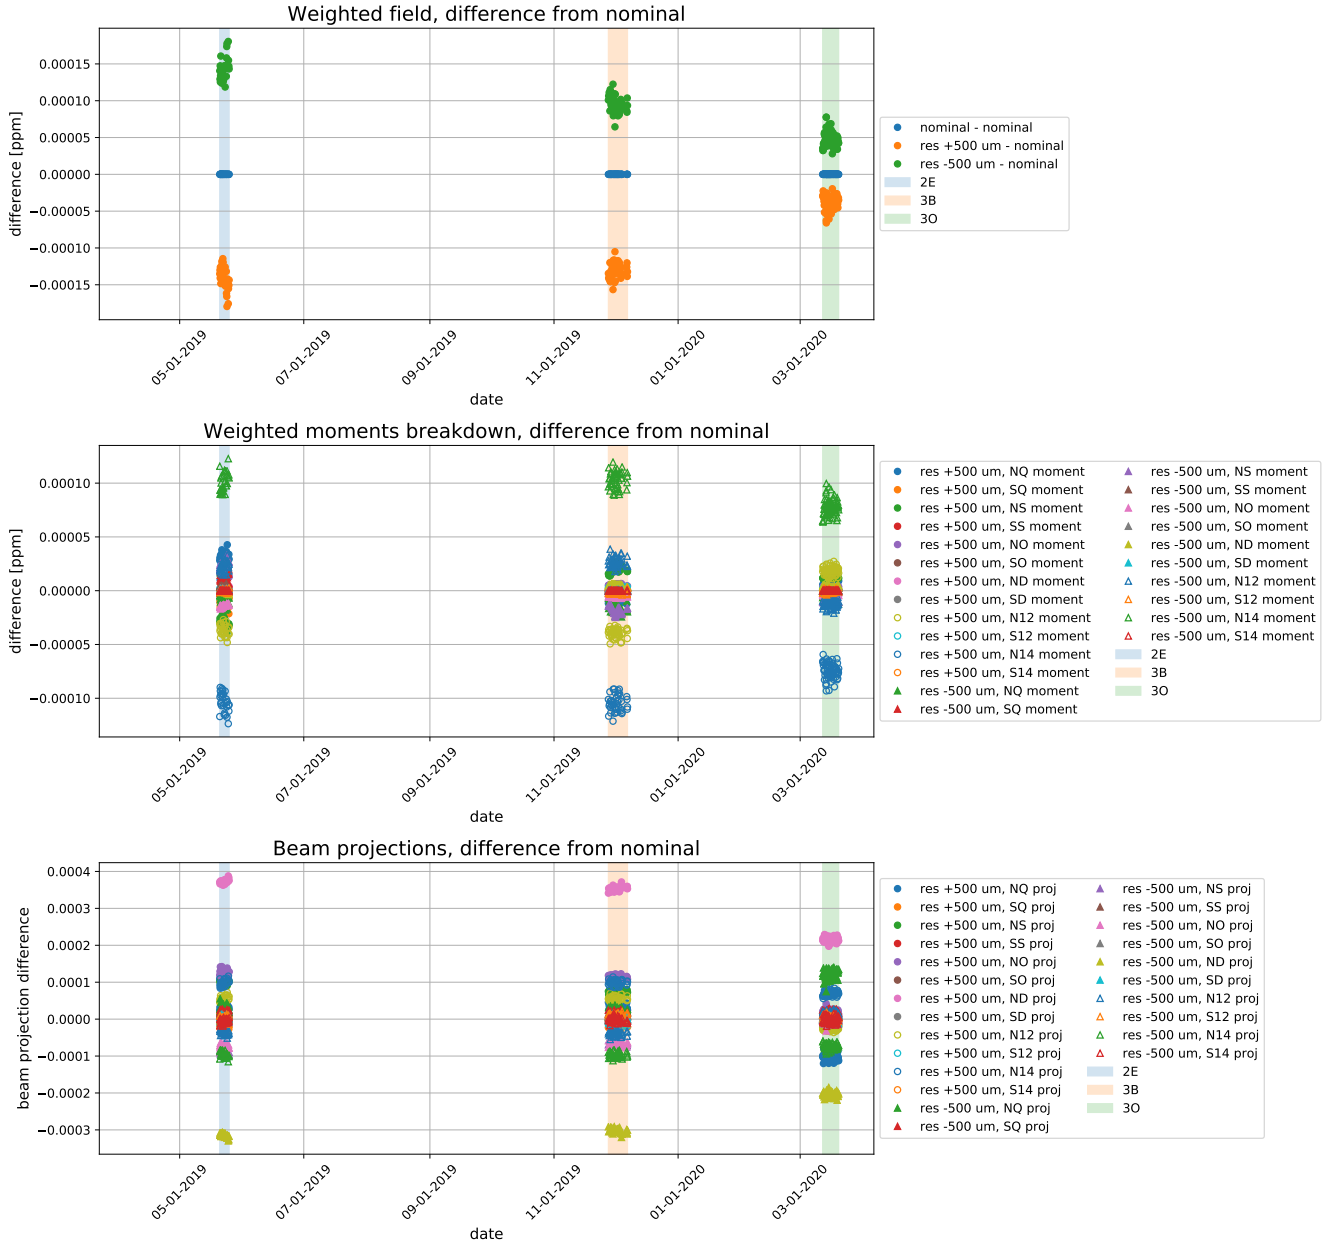 Weighted field, difference from nominal
difference [ppm]
0.00015
0.00010
0.00005
0.00000
−0.00005
−0.00010
−0.00015
05-01-2019
07-01-2019
09-01-2019
11-01-2019
01-01-2020
03-01-2020
date
nominal - nominal
res +500 um - nominal
res -500 um - nominal
2E
3B
3O
Weighted moments breakdown, difference from nominal
difference [ppm]
0.00010
0.00005
0.00000
−0.00005
−0.00010
05-01-2019
07-01-2019
09-01-2019
11-01-2019
01-01-2020
03-01-2020
date
res +500 um, NQ moment
res +500 um, SQ moment
res +500 um, NS moment
res +500 um, SS moment
res +500 um, NO moment
res +500 um, SO moment
res +500 um, ND moment
res +500 um, SD moment
res +500 um, N12 moment
res +500 um, S12 moment
res +500 um, N14 moment
res +500 um, S14 moment
res -500 um, NQ moment
res -500 um, SQ moment
res -500 um, NS moment
res -500 um, SS moment
res -500 um, NO moment
res -500 um, SO moment
res -500 um, ND moment
res -500 um, SD moment
res -500 um, N12 moment
res -500 um, S12 moment
res -500 um, N14 moment
res -500 um, S14 moment
2E
3B
3O
Beam projections, difference from nominal
beam projection difference
0.0004
0.0003
0.0002
0.0001
0.0000
−0.0001
−0.0002
−0.0003
05-01-2019
07-01-2019
09-01-2019
11-01-2019
01-01-2020
03-01-2020
date
res +500 um, NQ proj
res +500 um, SQ proj
res +500 um, NS proj
res +500 um, SS proj
res +500 um, NO proj
res +500 um, SO proj
res +500 um, ND proj
res +500 um, SD proj
res +500 um, N12 proj
res +500 um, S12 proj
res +500 um, N14 proj
res +500 um, S14 proj
res -500 um, NQ proj
res -500 um, SQ proj
res -500 um, NS proj
res -500 um, SS proj
res -500 um, NO proj
res -500 um, SO proj
res -500 um, ND proj
res -500 um, SD proj
res -500 um, N12 proj
res -500 um, S12 proj
res -500 um, N14 proj
res -500 um, S14 proj
2E
3B
3O